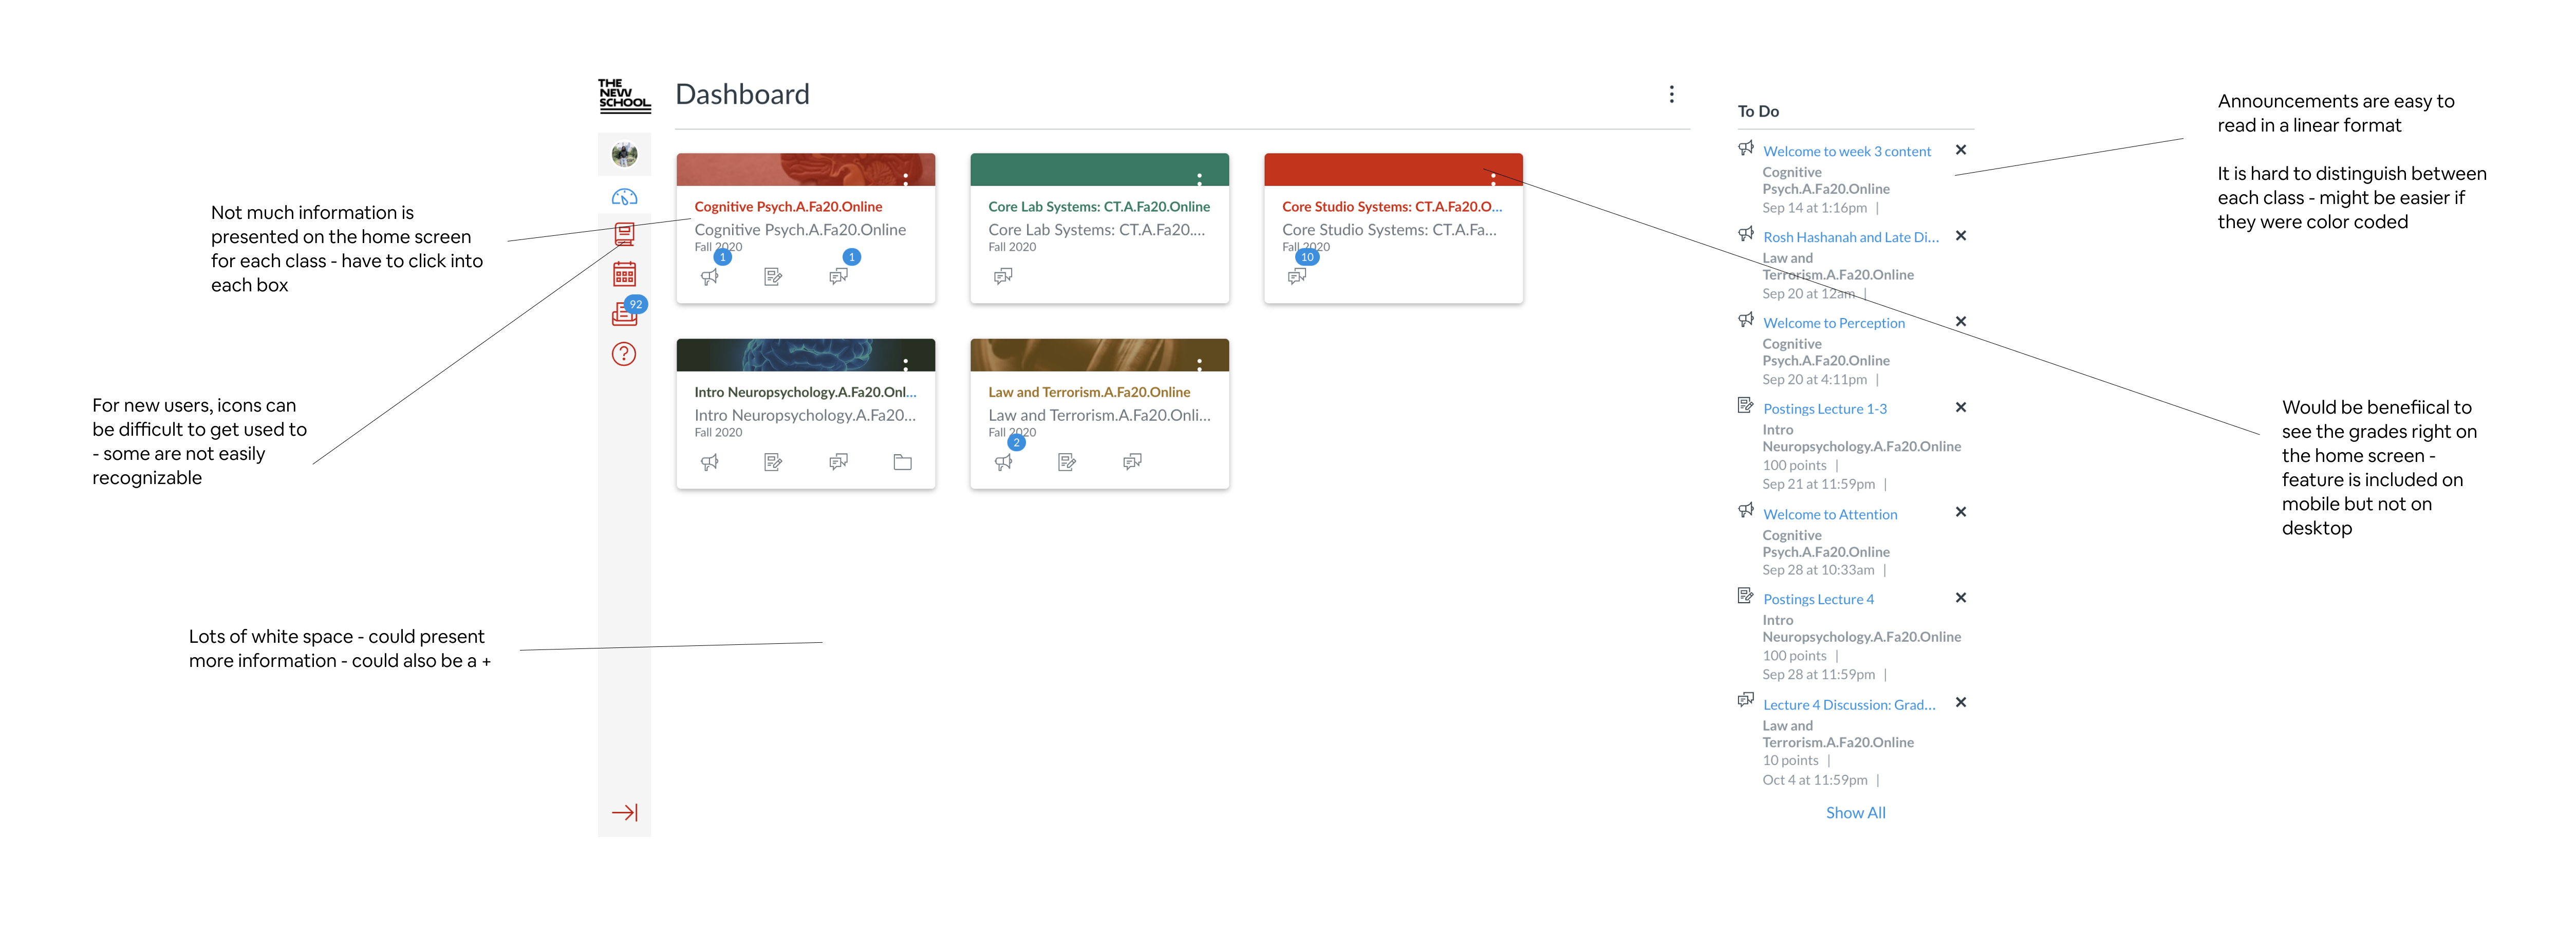 THE
NEW
SCHOOL
Dashboard
Not much information is
presented on the home screen
for each class - have to click into
each box
For new users, icons can
be difficult to get used to
- some are not easily
recognizable
Lots of white space - could present
more information - could also be a +
92
Cognitive Psych.A.Fa20.Online
Cognitive Psych.A.Fa20.Online
Fall 2020
1
1
Core Lab Systems: CT.A.Fa20.Online
Core Lab Systems: CT.A.Fa20....
Fall 2020
Core Studio Systems: CT.A.Fa20.O...
Core Studio Systems: CT.A.Fa...
Fall 2020
10
Intro Neuropsychology.A.Fa20.Onl...
Intro Neuropsychology.A.Fa20...
Fall 2020
Law and Terrorism.A.Fa20.Online
Law and Terrorism.A.Fa20.Onli...
Fall 2020
2
To Do
Welcome to week 3 content
Cognitive
Psych.A.Fa20.Online
Sep 14 at 1:16pm |
Rosh Hashanah and Late Di...
Law and
Terrorism.A.Fa20.Online
Sep 20 at 12am |
Welcome to Perception
Cognitive
Psych.A.Fa20.Online
Sep 20 at 4:11pm |
Postings Lecture 1-3
Intro
Neuropsychology.A.Fa20.Online
100 points |
Sep 21 at 11:59pm |
Welcome to Attention
Cognitive
Psych.A.Fa20.Online
Sep 28 at 10:33am |
Postings Lecture 4
Intro
Neuropsychology.A.Fa20.Online
100 points |
Sep 28 at 11:59pm |
Lecture 4 Discussion: Grad...
Law and
Terrorism.A.Fa20.Online
10 points |
Oct 4 at 11:59pm |
Show All
Announcements are easy to
read in a linear format
It is hard to distinguish between
each class - might be easier if
they were color coded
Would be benefiical to
see the grades right on
the home screen -
feature is included on
mobile but not on
desktop